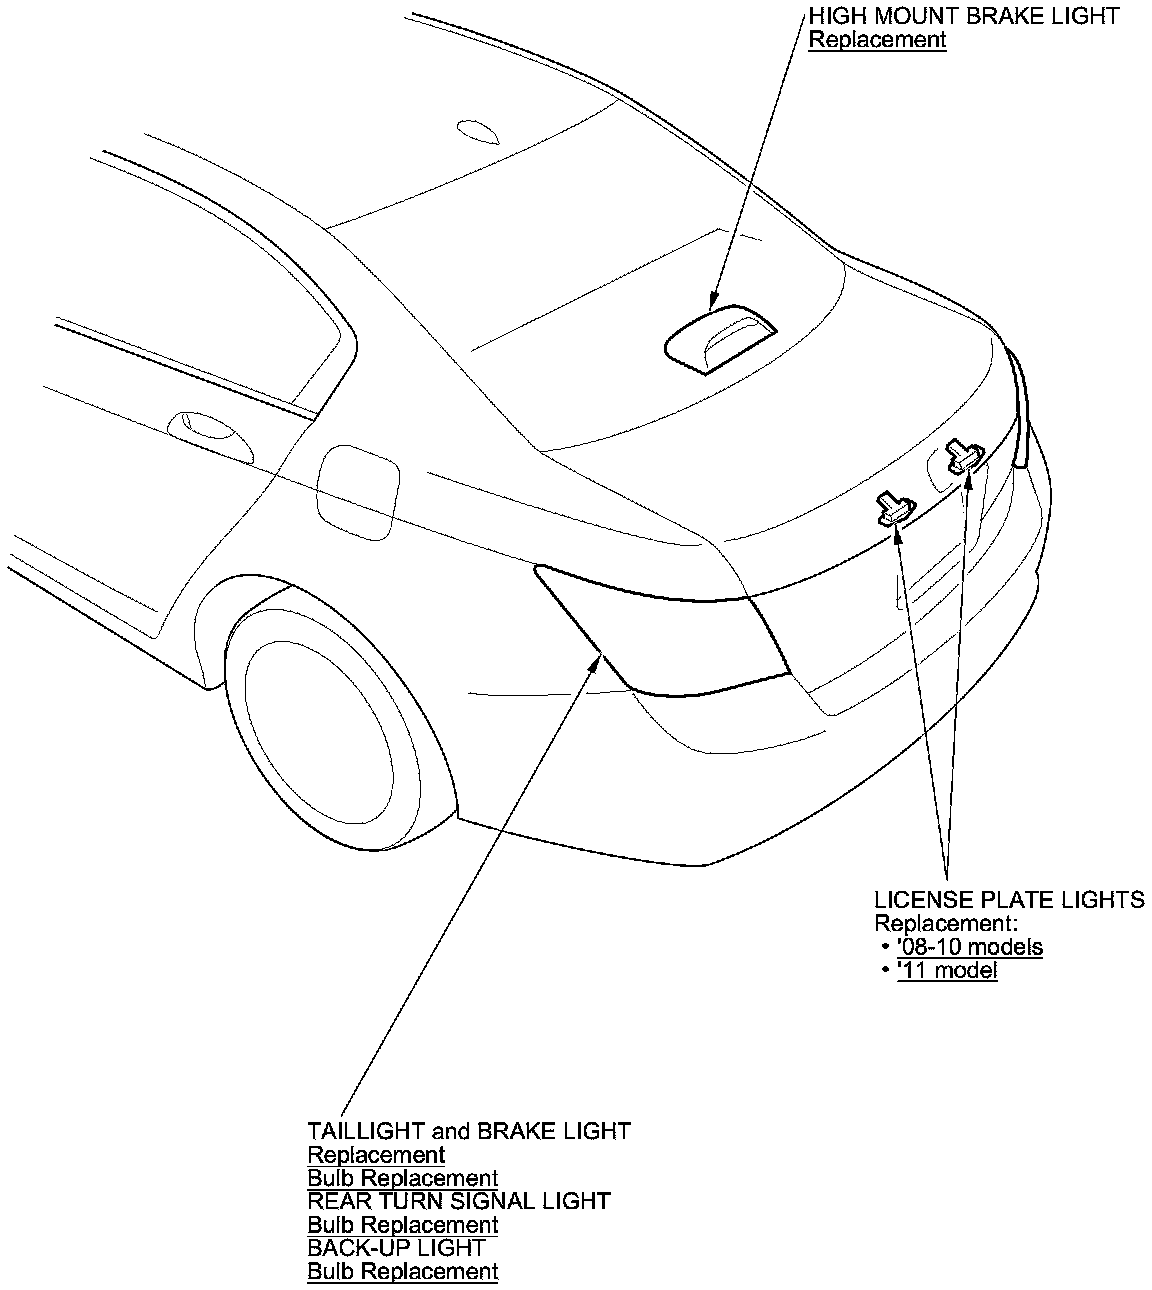 HIGH MOUNT BRAKE LIGHT
Replacement
LICENSE PLATE LIGHTS
Replacement:
• '08-10 models
• '11 model
TAILLIGHT and BRAKE LIGHT
Replacement
Bulb Replacement
REAR TURN SIGNAL LIGHT
Bulb Replacement
BACK-UP LIGHT
Bulb Replacement